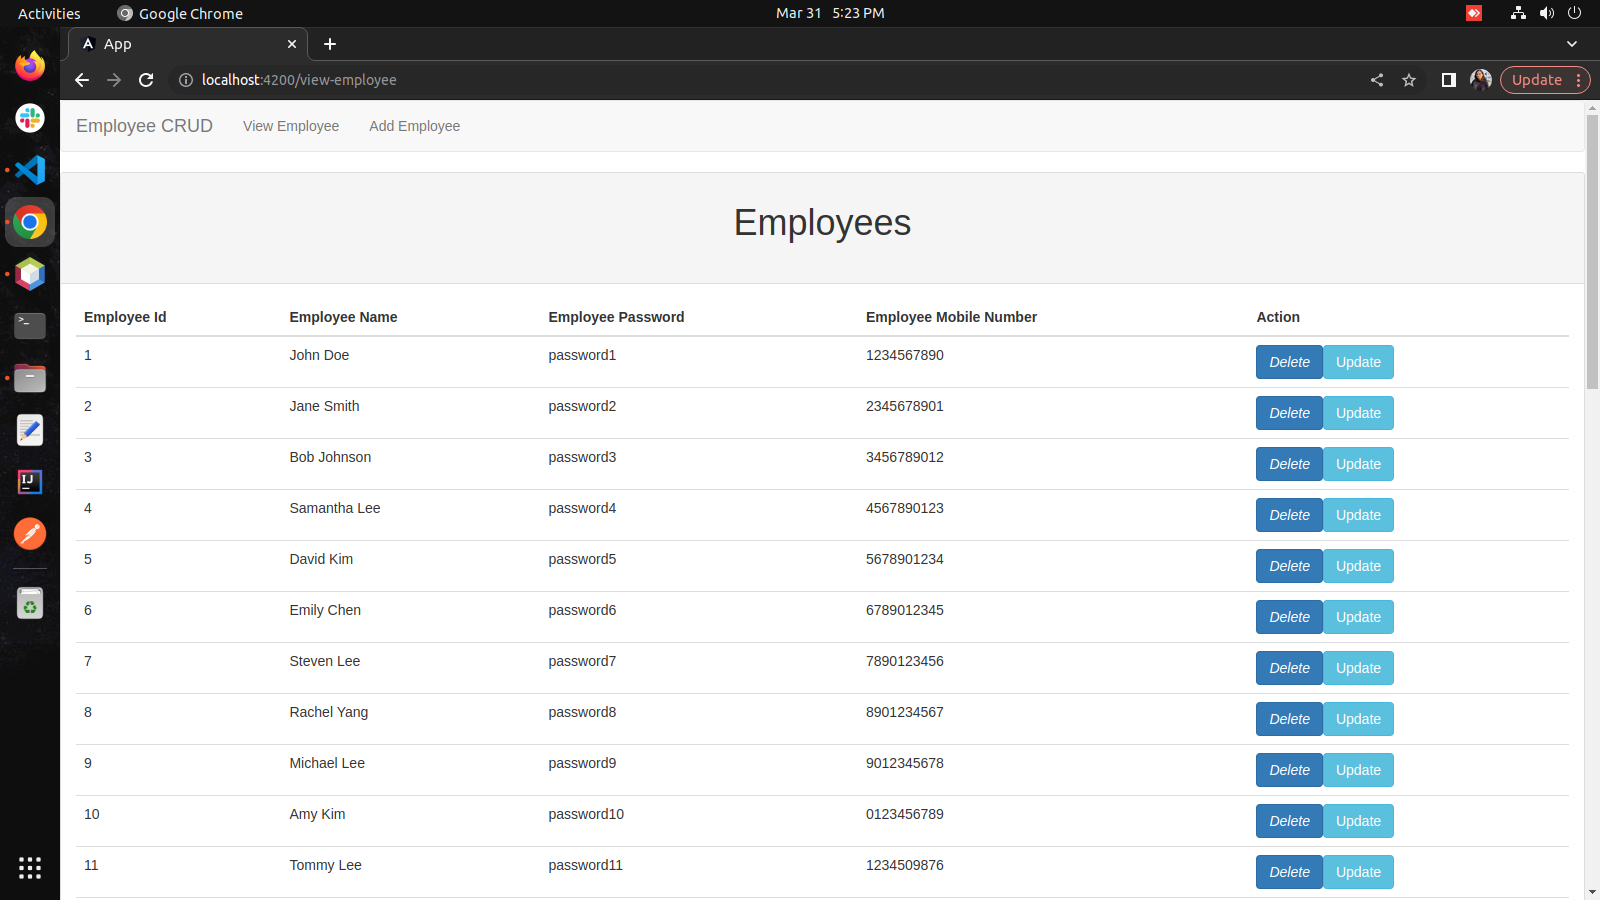 Activities Google Chrome Mar 31 5:23 PM
App
localhost:4200/view-employee Update
Employee CRUD View Employee Add Employee
Employees
Employee Id Employee Name Employee Password Employee Mobile Number Action
1 John Doe password1 1234567890 Delete Update
2 Jane Smith password2 2345678901 Delete Update
3 Bob Johnson password3 3456789012 Delete Update
4 Samantha Lee password4 4567890123 Delete Update
5 David Kim password5 5678901234 Delete Update
6 Emily Chen password6 6789012345 Delete Update
7 Steven Lee password7 7890123456 Delete Update
8 Rachel Yang password8 8901234567 Delete Update
9 Michael Lee password9 9012345678 Delete Update
10 Amy Kim password10 0123456789 Delete Update
11 Tommy Lee password11 1234509876 Delete Update